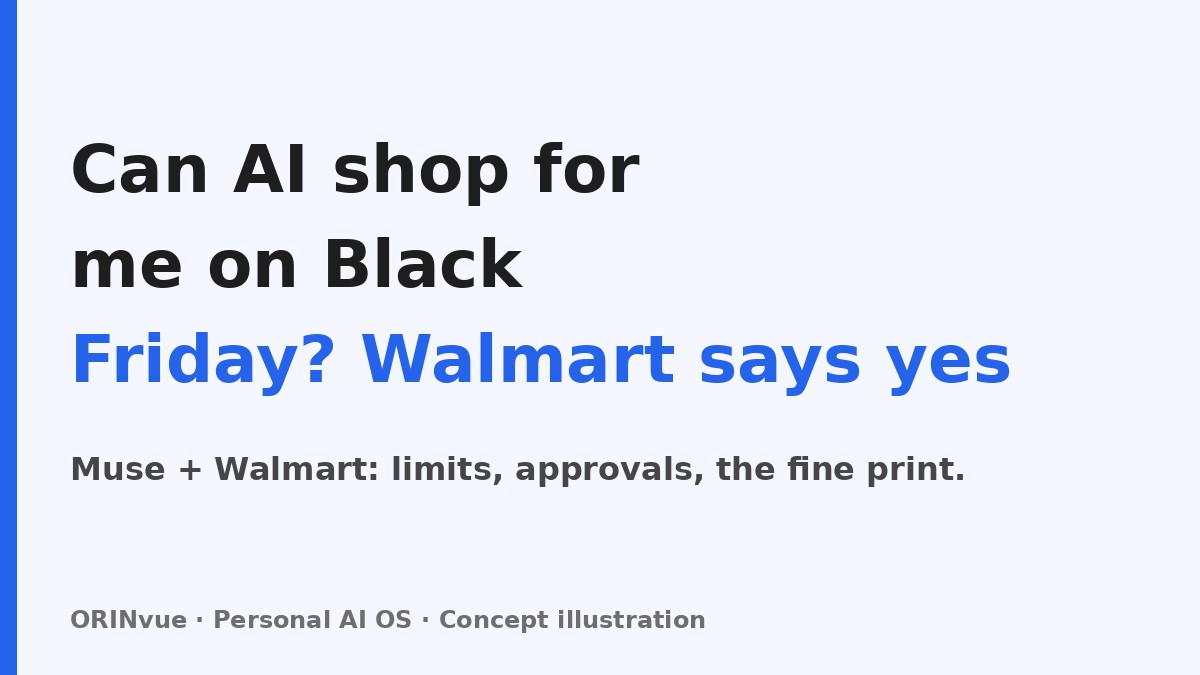 Can AI shop for
me on Black
Friday? Walmart says yes
Muse + Walmart: limits, approvals, the fine print.
ORINvue · Personal AI OS · Concept illustration